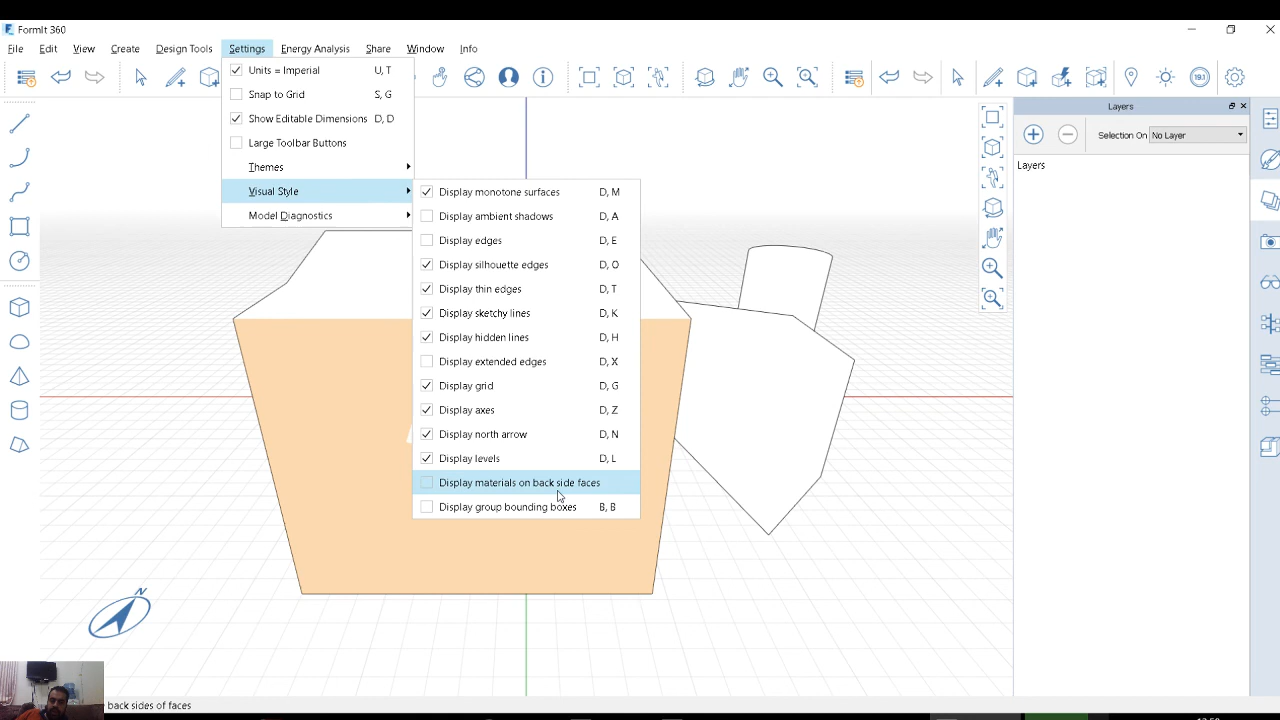 FormIt 360
File Edit View Create Design Tools Settings Energy Analysis Share Window Info
19.1
Units = Imperial U, T
Snap to Grid S, G
Show Editable Dimensions D, D
Large Toolbar Buttons
Themes
Visual Style
Model Diagnostics
Display monotone surfaces D, M
Display ambient shadows D, A
Display edges D, E
Display silhouette edges D, O
Display thin edges D, T
Display sketchy lines D, K
Display hidden lines D, H
Display extended edges D, X
Display grid D, G
Display axes D, Z
Display north arrow D, N
Display levels D, L
Display materials on back side faces
Display group bounding boxes B, B
Layers
Selection On No Layer
Layers
N
back sides of faces